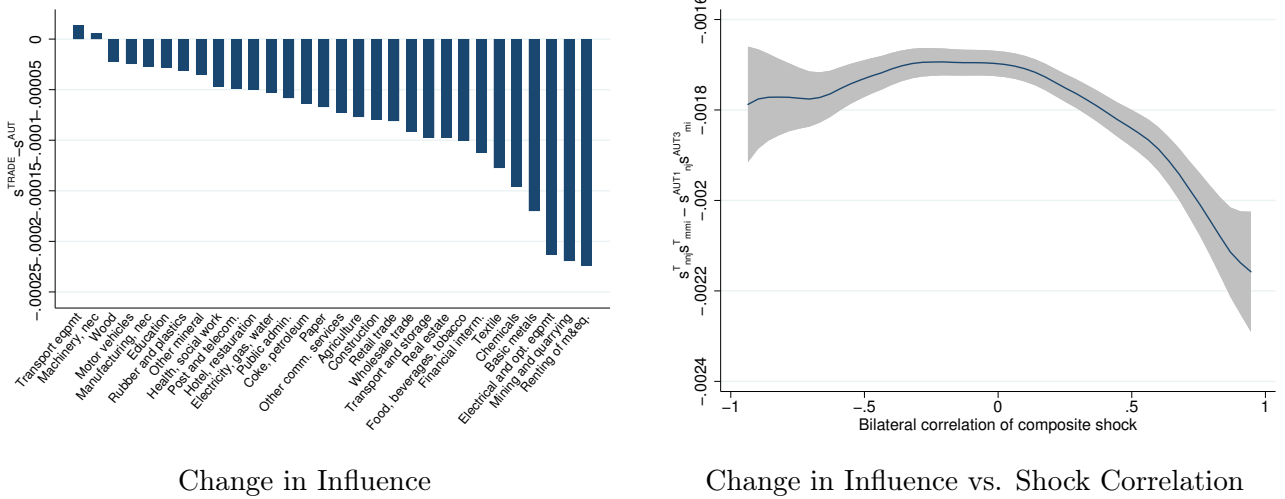 0
-.00005
-.0001
-.00015
-.0002
-.00025
s^TRADE-s^AUT
Transport eqpmt
Machinery, nec
Wood
Motor vehicles
Manufacturing, nec
Education
Rubber and plastics
Other mineral
Health, social work
Post and telecom.
Hotel, restauration
Electricity, gas, water
Public admin.
Coke, petroleum
Paper
Other comm. services
Agriculture
Construction
Retail trade
Wholesale trade
Transport and storage
Real estate
Food, beverages, tobacco
Financial interm.
Textile
Chemicals
Basic metals
Electrical and opt. eqpmt
Mining and quarrying
Renting of m&eq.
Change in Influence
-.0016
-.0018
-.002
-.0022
-.0024
s^T_nnj s^T_mmi - s^AUT1_nj s^AUT3_mi
-1
-.5
0
.5
1
Bilateral correlation of composite shock
Change in Influence vs. Shock Correlation